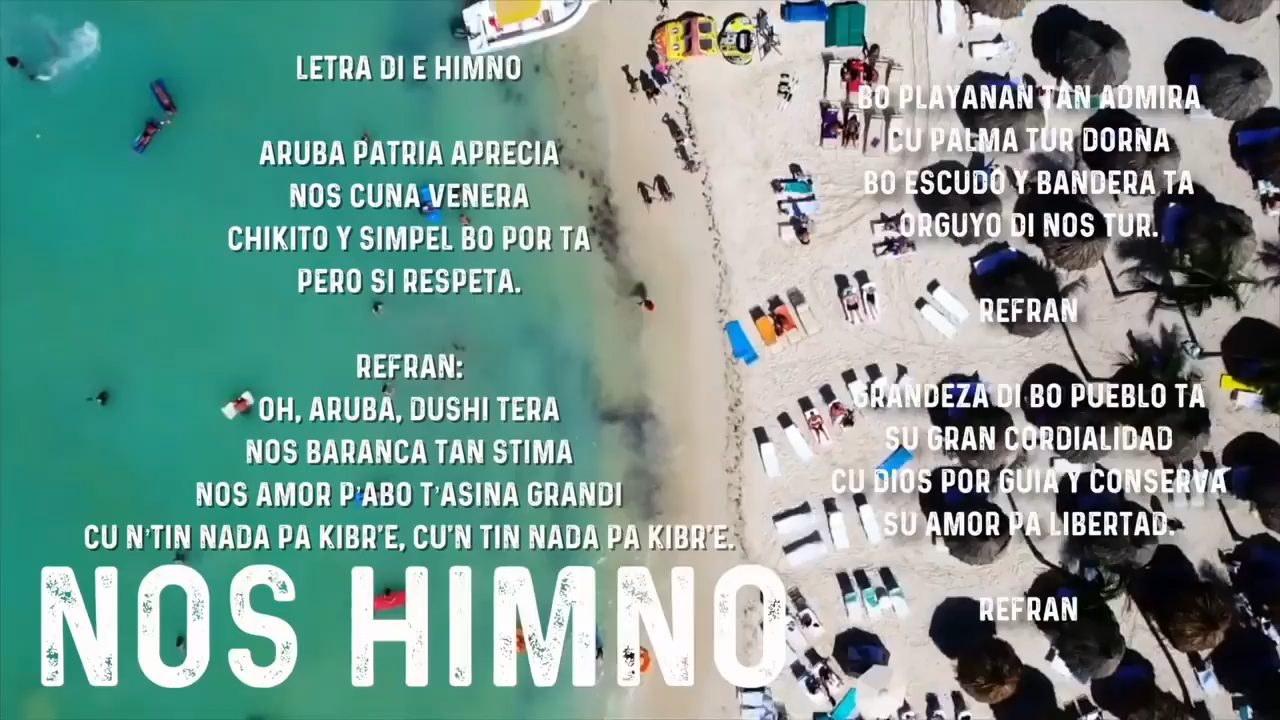 LETRA DI E HIMNO
ARUBA PATRIA APRECIA
NOS CUNA VENERA
CHIKITO Y SIMPEL BO POR TA
PERO SI RESPETA.
REFRAN:
OH, ARUBA, DUSHI TERA
NOS BARANCA TAN STIMA
NOS AMOR P'ABO T'ASINA GRANDI
CU N'TIN NADA PA KIBR'E, CU'N TIN NADA PA KIBR'E.
BO PLAYANAN TAN ADMIRA
CU PALMA TUR DORNA
BO ESCUDO Y BANDERA TA
ORGUYO DI NOS TUR.
REFRAN
GRANDEZA DI BO PUEBLO TA
SU GRAN CORDIALIDAD
CU DIOS POR GUIA Y CONSERVA
SU AMOR PA LIBERTAD.
REFRAN
NOS HIMNO